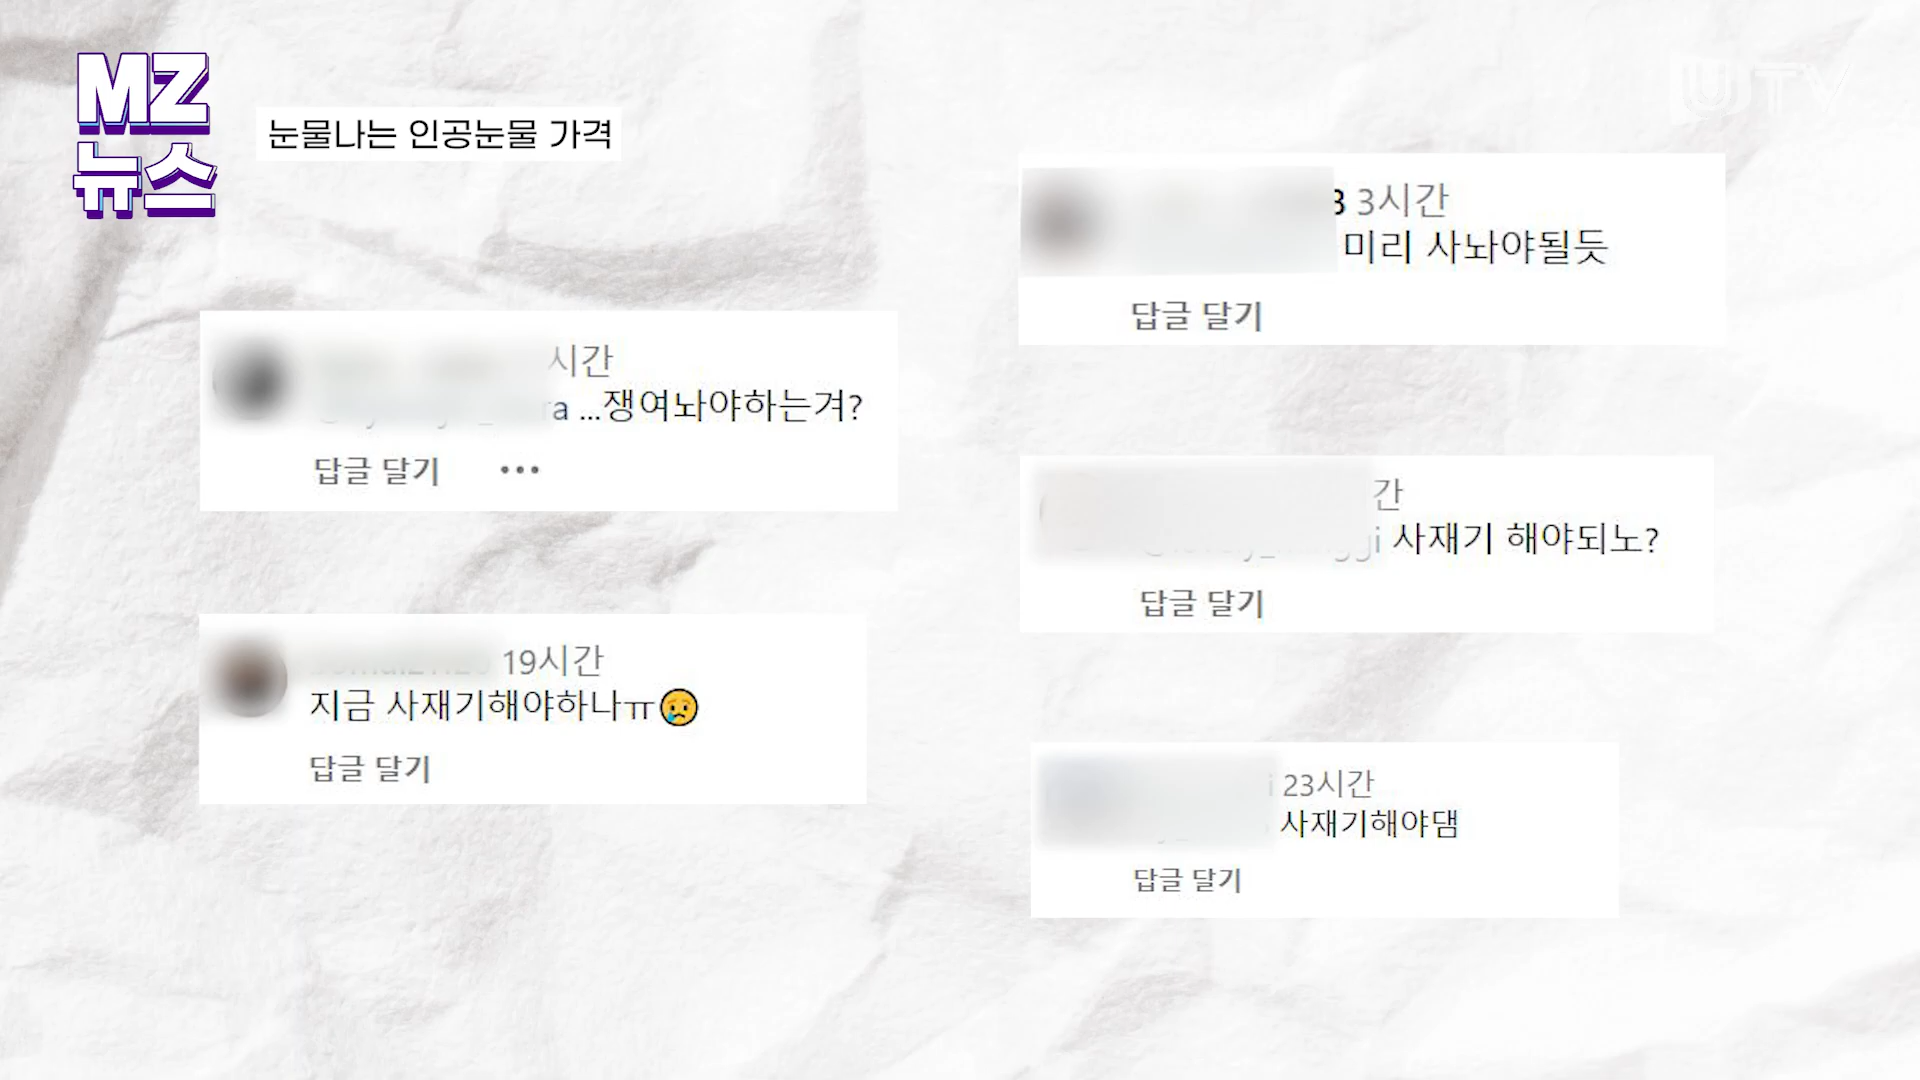 MZ
뉴스
눈물나는 인공눈물 가격
UTV
시간
...쟁여놔야하는겨?
답글 달기
19시간
지금 사재기해야하나ㅠ😢
답글 달기
3 3시간
미리 사놔야될듯
답글 달기
간
사재기 해야되노?
답글 달기
23시간
사재기해야댐
답글 달기